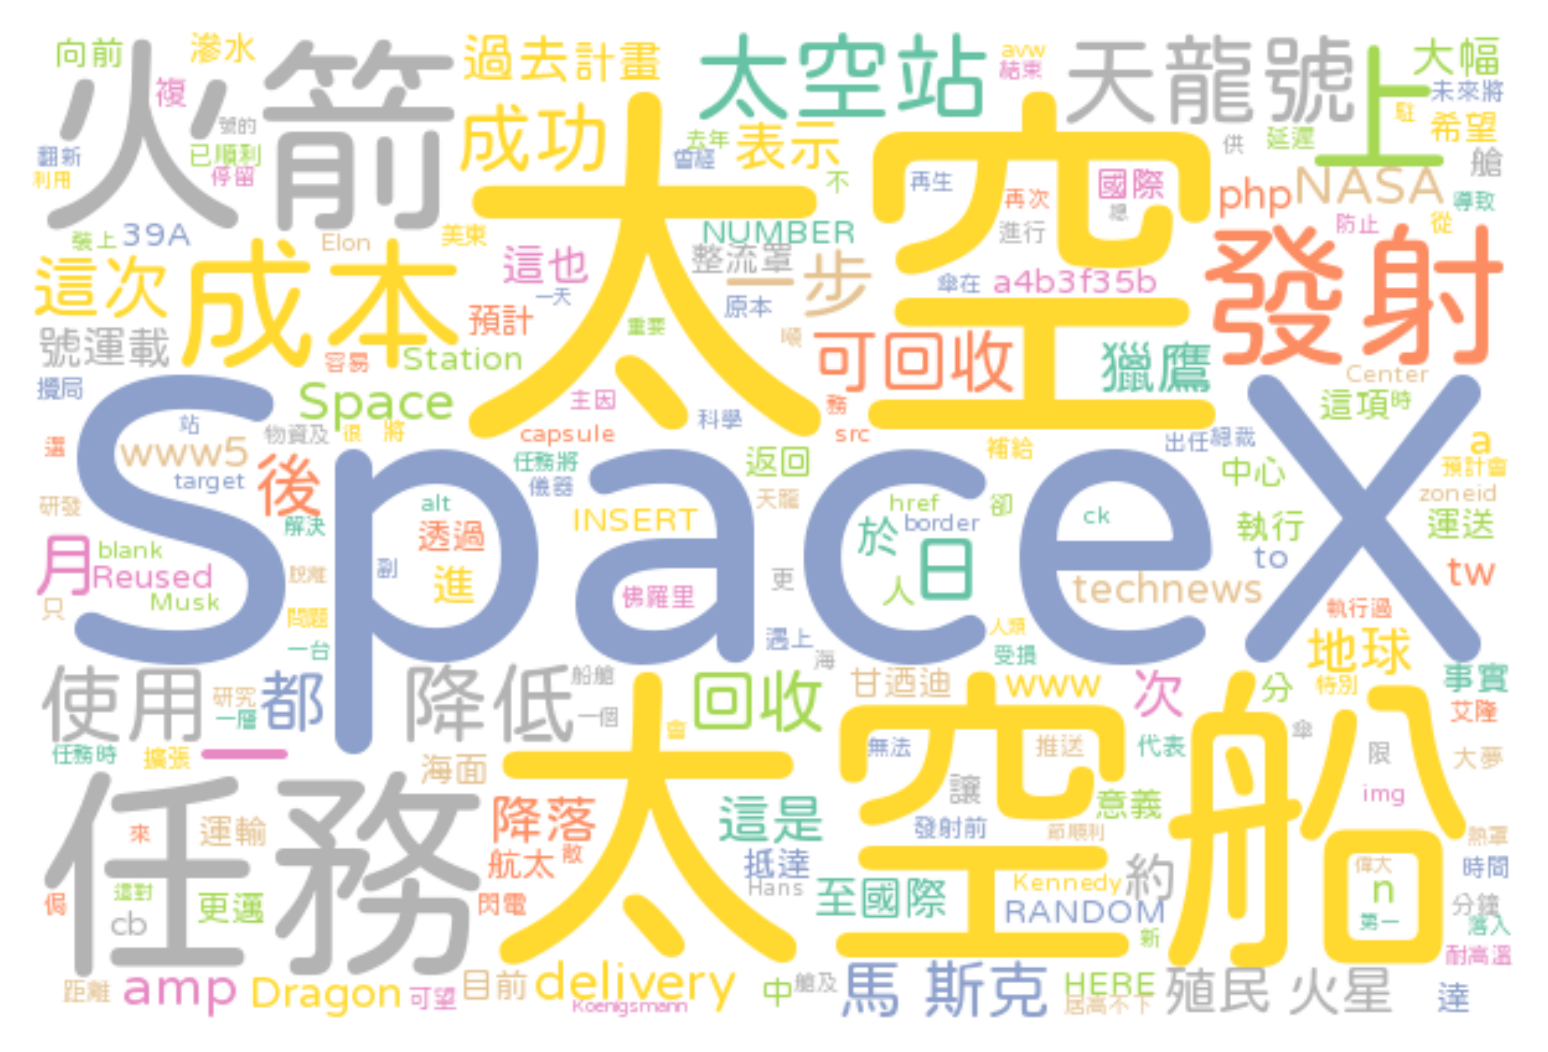 向前
滲水
過去計畫
太空站
avw
結束
天龍號
上
大幅
未來將
火箭
複
號的
已順利
停留
翻新
利用
成功
去年
曾經
表示
不
太空
供
延遲
駐
希望
艙
再生
再次
國際
總
進行
php
NASA
導致
防止
從
裝上
39A
Elon
美東
NUMBER
這次
成本
這也
一天
整流罩
一步
原本
傘在
a4b3f35b
發射
號運載
預計
重要
順
可回收
獵鷹
容易
Station
Center
攪局
Space
主因
科學
務
這項
時
站
物資及
很
將
capsule
src
補給
出任
總裁
www5
target
後
任務將
儀器
返回
天龍
中心
a
預計會
zoneid
研發
解決
alt
透過
INSERT
href
border
卻
ck
於
日
執行
運送
SpaceX
月
blank
Reused
Musk
脫離
副
進
更
佛羅里
人
technews
to
tw
只
問題
一台
遇上
海
人類
受損
執行過
地球
使用
研究
一層
都
降低
船艙
一個
會
回收
甘迺迪
www
次
分
特別
事實
艾隆
任務時
擴張
海面
太空船
無法
推送
代表
傘
限
大夢
任務
來
運輸
降落
這是
讓
發射前
意義
節順利
img
熱罩
航太
散
抵達
Hans
至國際
Kennedy
約
偉大
時間
這對
更邁
cb
閃電
RANDOM
新
n
第一
分鐘
落入
耐高溫
距離
amp
Dragon
可望
目前
delivery
Koenigsmann
中
艙及
馬斯克
HERE
居高不下
殖民
火星
達